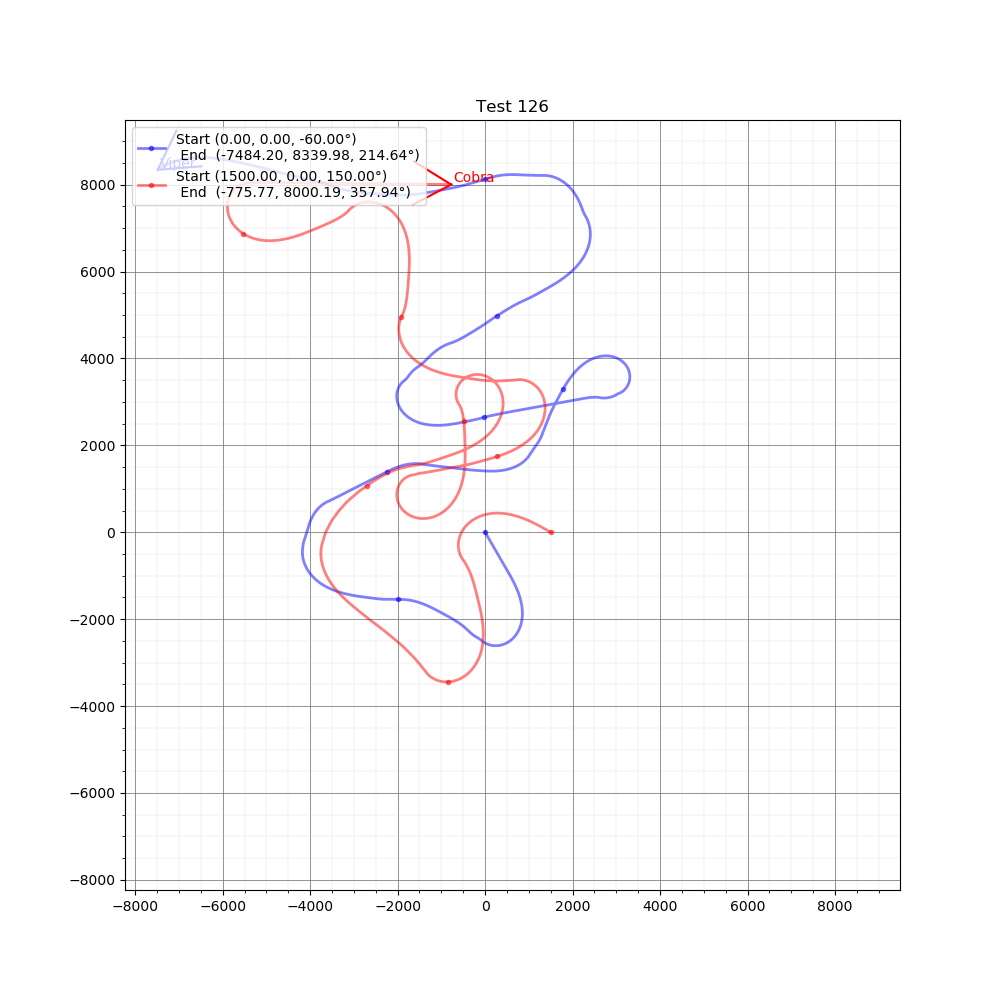 Test 126
Start (0.00, 0.00, -60.00°)
End (-7484.20, 8339.98, 214.64°)
Start (1500.00, 0.00, 150.00°)
End (-775.77, 8000.19, 357.94°)
Viper
Cobra
8000
6000
4000
2000
0
−2000
−4000
−6000
−8000
−8000 −6000 −4000 −2000 0 2000 4000 6000 8000